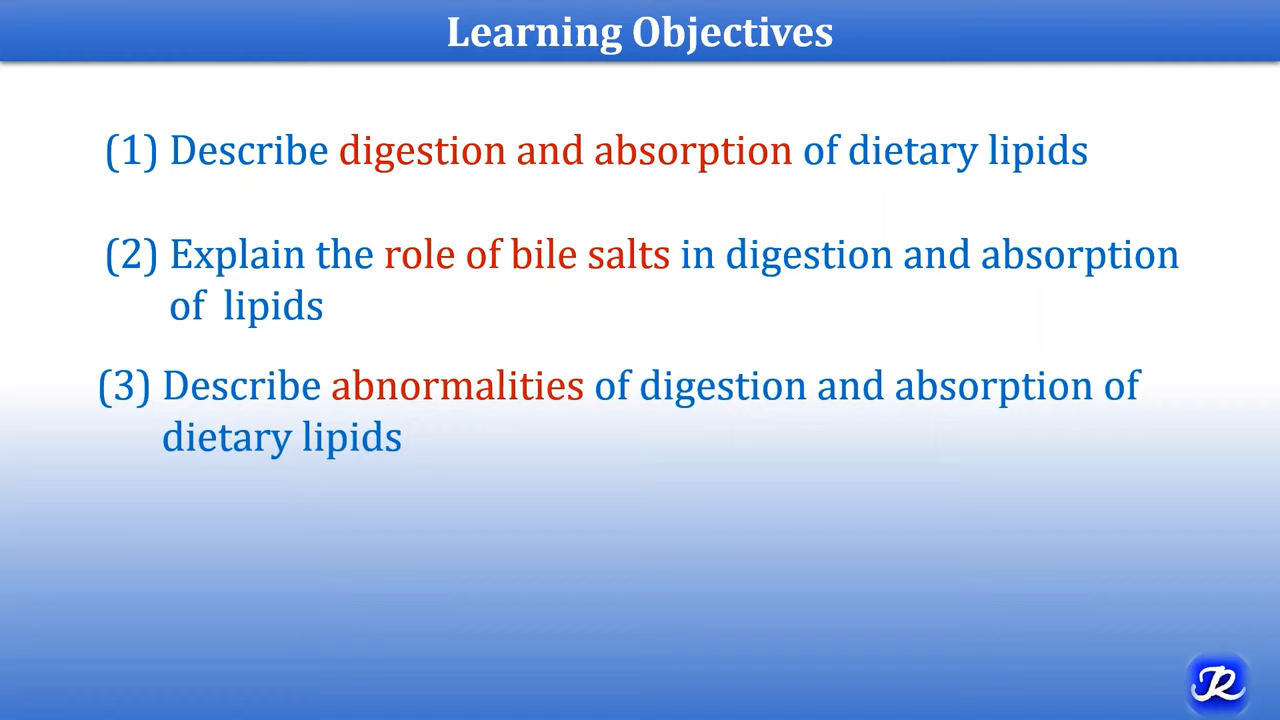 Learning Objectives
(1) Describe digestion and absorption of dietary lipids
(2) Explain the role of bile salts in digestion and absorption
of lipids
(3) Describe abnormalities of digestion and absorption of
dietary lipids